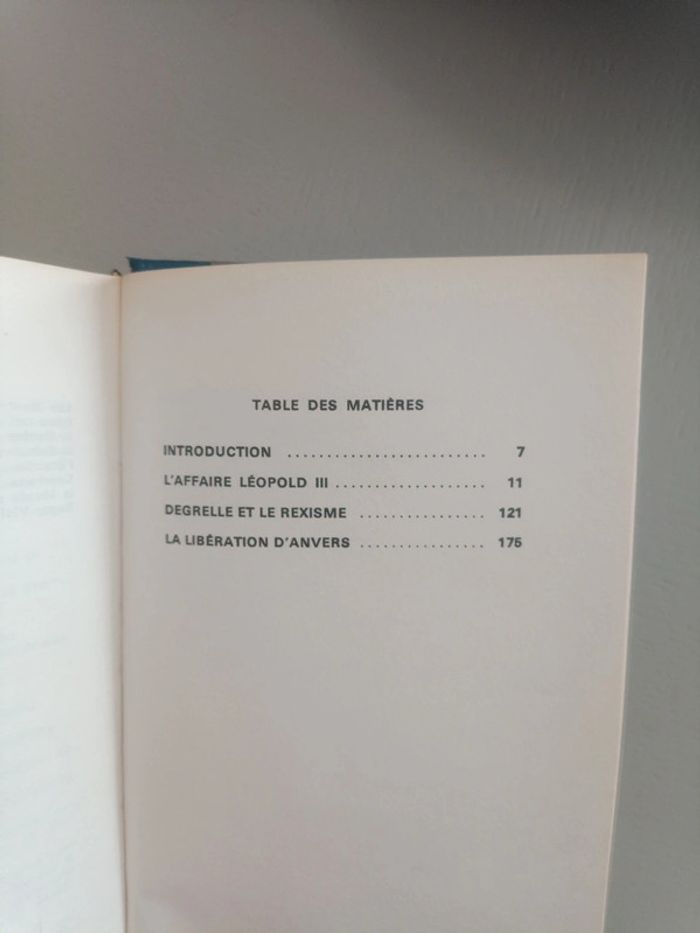 TABLE DES MATIÈRES
INTRODUCTION ......................... 7
L'AFFAIRE LÉOPOLD III ................... 11
DEGRELLE ET LE REXISME ................ 121
LA LIBÉRATION D'ANVERS ................ 175